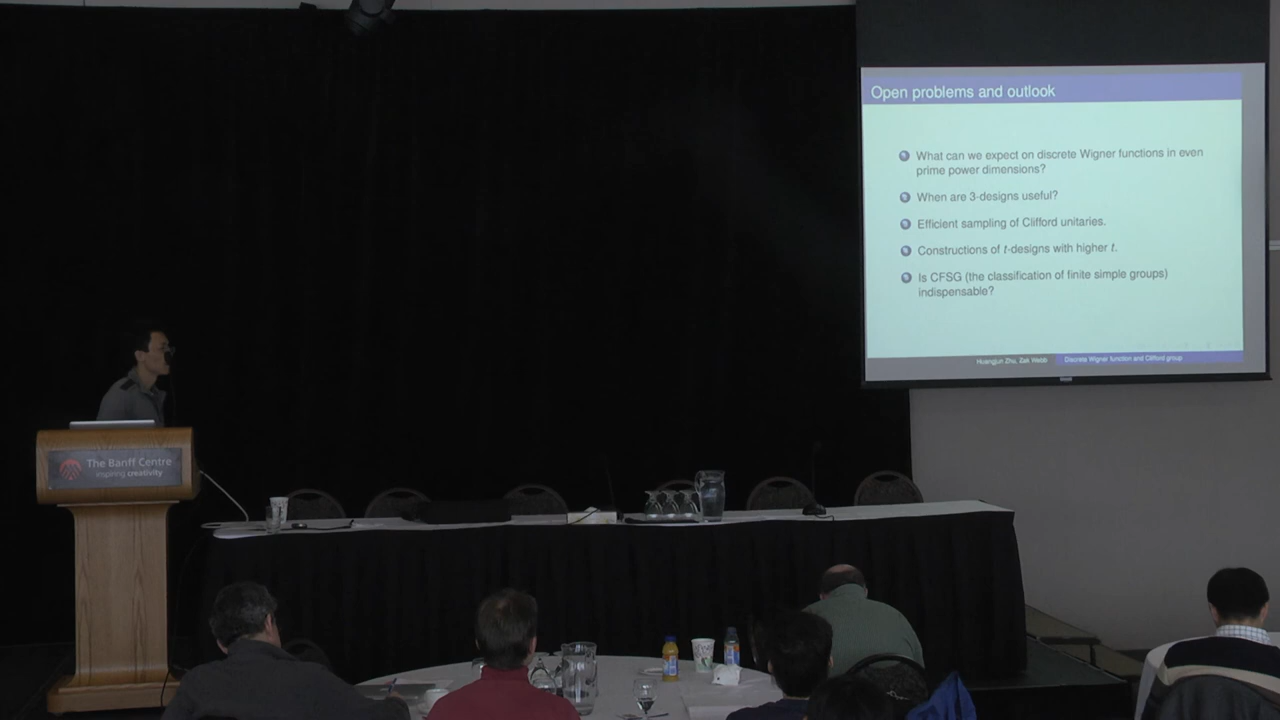 Open problems and outlook
What can we expect on discrete Wigner functions in even
prime power dimensions?
When are 3-designs useful?
Efficient sampling of Clifford unitaries.
Constructions of t-designs with higher t.
Is CFSG (the classification of finite simple groups)
indispensable?
Huangjun Zhu, Zak Webb
Discrete Wigner function and Clifford group
The Banff Centre
inspiring creativity